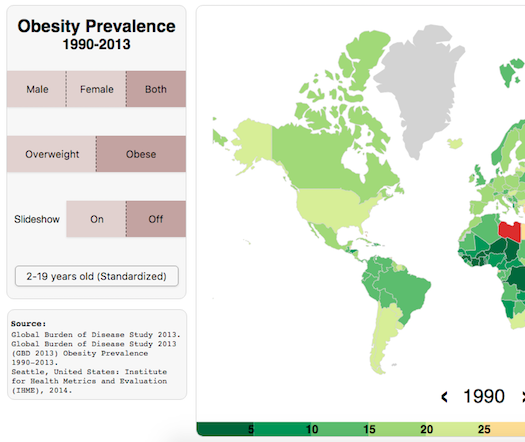 Obesity Prevalence
1990-2013
Male Female Both
Overweight Obese
Slideshow On Off
2-19 years old (Standardized)
Source:
Global Burden of Disease Study 2013.
Global Burden of Disease Study 2013
(GBD 2013) Obesity Prevalence
1990-2013.
Seattle, United States: Institute
for Health Metrics and Evaluation
(IHME), 2014.
‹ 1990 ›
5 10 15 20 25